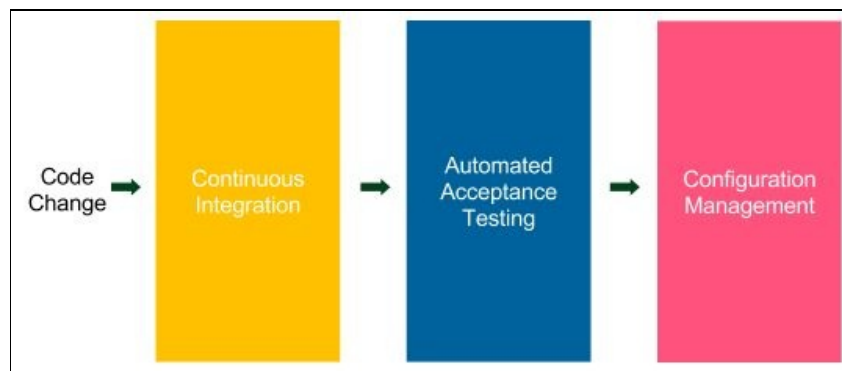 Code
Change
Continuous
Integration
Automated
Acceptance
Testing
Configuration
Management